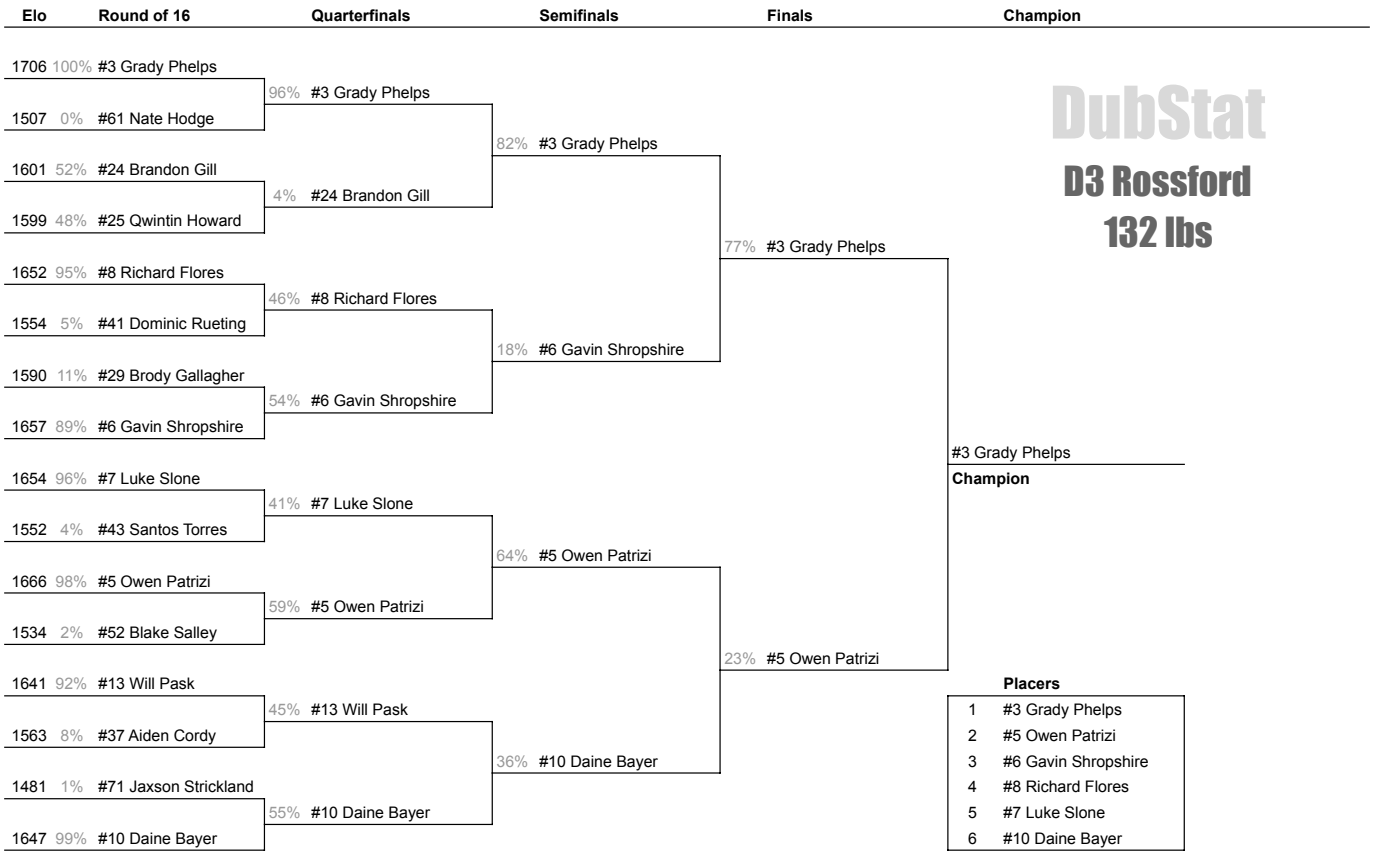 Elo Round of 16 Quarterfinals Semifinals Finals Champion
1706 100% #3 Grady Phelps
96% #3 Grady Phelps
DubStat
1507 0% #61 Nate Hodge
82% #3 Grady Phelps
1601 52% #24 Brandon Gill
D3 Rossford
4% #24 Brandon Gill
1599 48% #25 Qwintin Howard
132 lbs
77% #3 Grady Phelps
1652 95% #8 Richard Flores
46% #8 Richard Flores
1554 5% #41 Dominic Rueting
18% #6 Gavin Shropshire
1590 11% #29 Brody Gallagher
54% #6 Gavin Shropshire
1657 89% #6 Gavin Shropshire
#3 Grady Phelps
1654 96% #7 Luke Slone
Champion
41% #7 Luke Slone
1552 4% #43 Santos Torres
64% #5 Owen Patrizi
1666 98% #5 Owen Patrizi
59% #5 Owen Patrizi
1534 2% #52 Blake Salley
23% #5 Owen Patrizi
1641 92% #13 Will Pask
Placers
45% #13 Will Pask
1 #3 Grady Phelps
1563 8% #37 Aiden Cordy
2 #5 Owen Patrizi
36% #10 Daine Bayer
3 #6 Gavin Shropshire
1481 1% #71 Jaxson Strickland
4 #8 Richard Flores
55% #10 Daine Bayer
5 #7 Luke Slone
1647 99% #10 Daine Bayer
6 #10 Daine Bayer